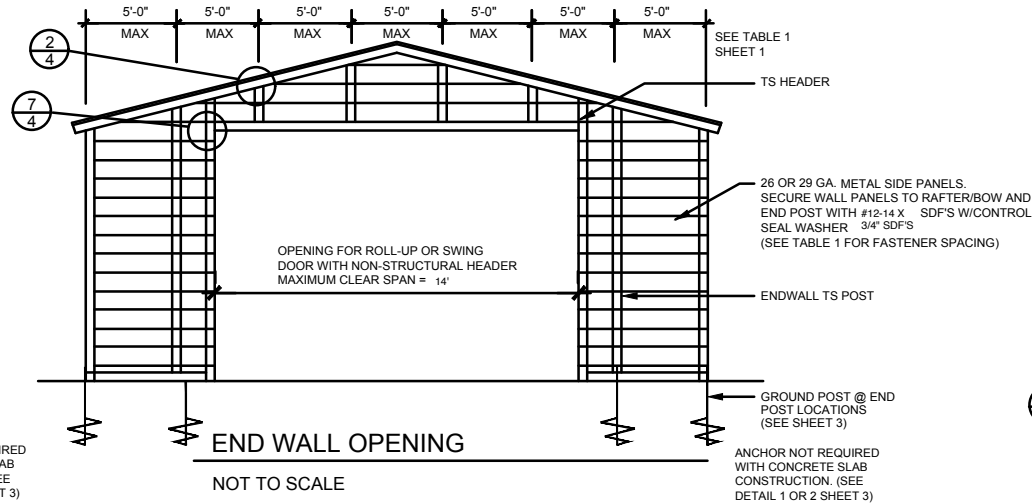 5'-0" 5'-0" 5'-0" 5'-0" 5'-0" 5'-0" 5'-0"
MAX MAX MAX MAX MAX MAX MAX
SEE TABLE 1
SHEET 1
2
4
7
4
TS HEADER
26 OR 29 GA. METAL SIDE PANELS.
SECURE WALL PANELS TO RAFTER/BOW AND
END POST WITH #12-14 X SDF'S W/CONTROL
SEAL WASHER 3/4" SDF'S
(SEE TABLE 1 FOR FASTENER SPACING)
OPENING FOR ROLL-UP OR SWING
DOOR WITH NON-STRUCTURAL HEADER
MAXIMUM CLEAR SPAN = 14'
ENDWALL TS POST
GROUND POST @ END
POST LOCATIONS
(SEE SHEET 3)
END WALL OPENING
NOT TO SCALE
ANCHOR NOT REQUIRED
WITH CONCRETE SLAB
CONSTRUCTION. (SEE
DETAIL 1 OR 2 SHEET 3)
IRED
AB
EE
T 3)